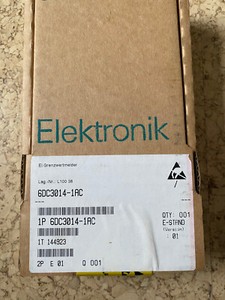 Elektronik
El-Grenzwertmelder
Lag.-Nr.: L100 38
6DC3014-1AC
QTY: 001
1P 6DC3014-1AC
E-STAND
01
1T 144923
2P E 01 Q 001